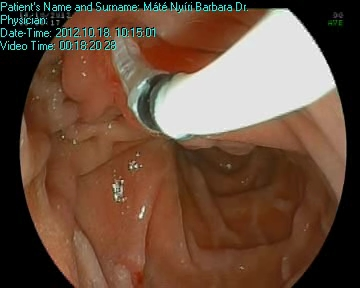 Patient's Name and Surname: Máté Nyíri Barbara Dr.
Physician:
Date-Time: 2012.10.18. 10:15:01
Video Time: 00:18:20.28
AVE